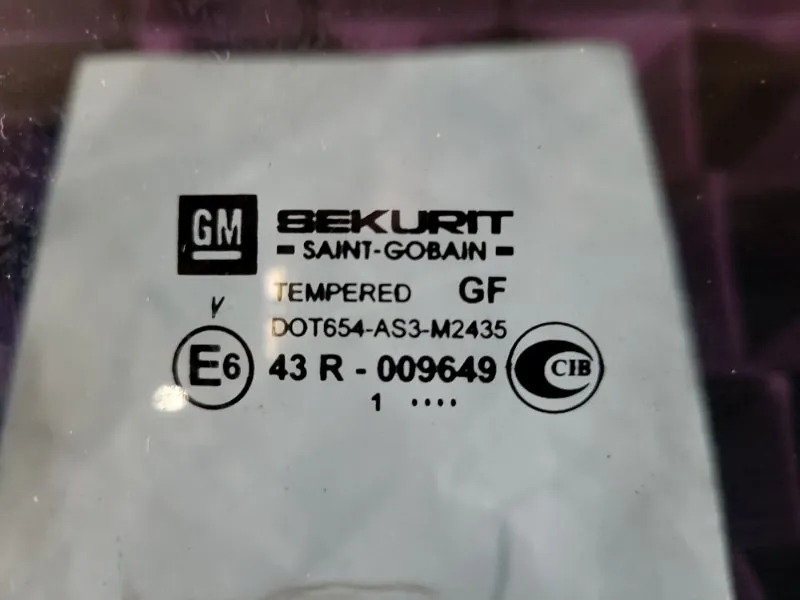 GM SEKURIT
SAINT-GOBAIN
TEMPERED GF
V
DOT654-AS3-M2435
E6 43 R - 009649 CIB
1 ....